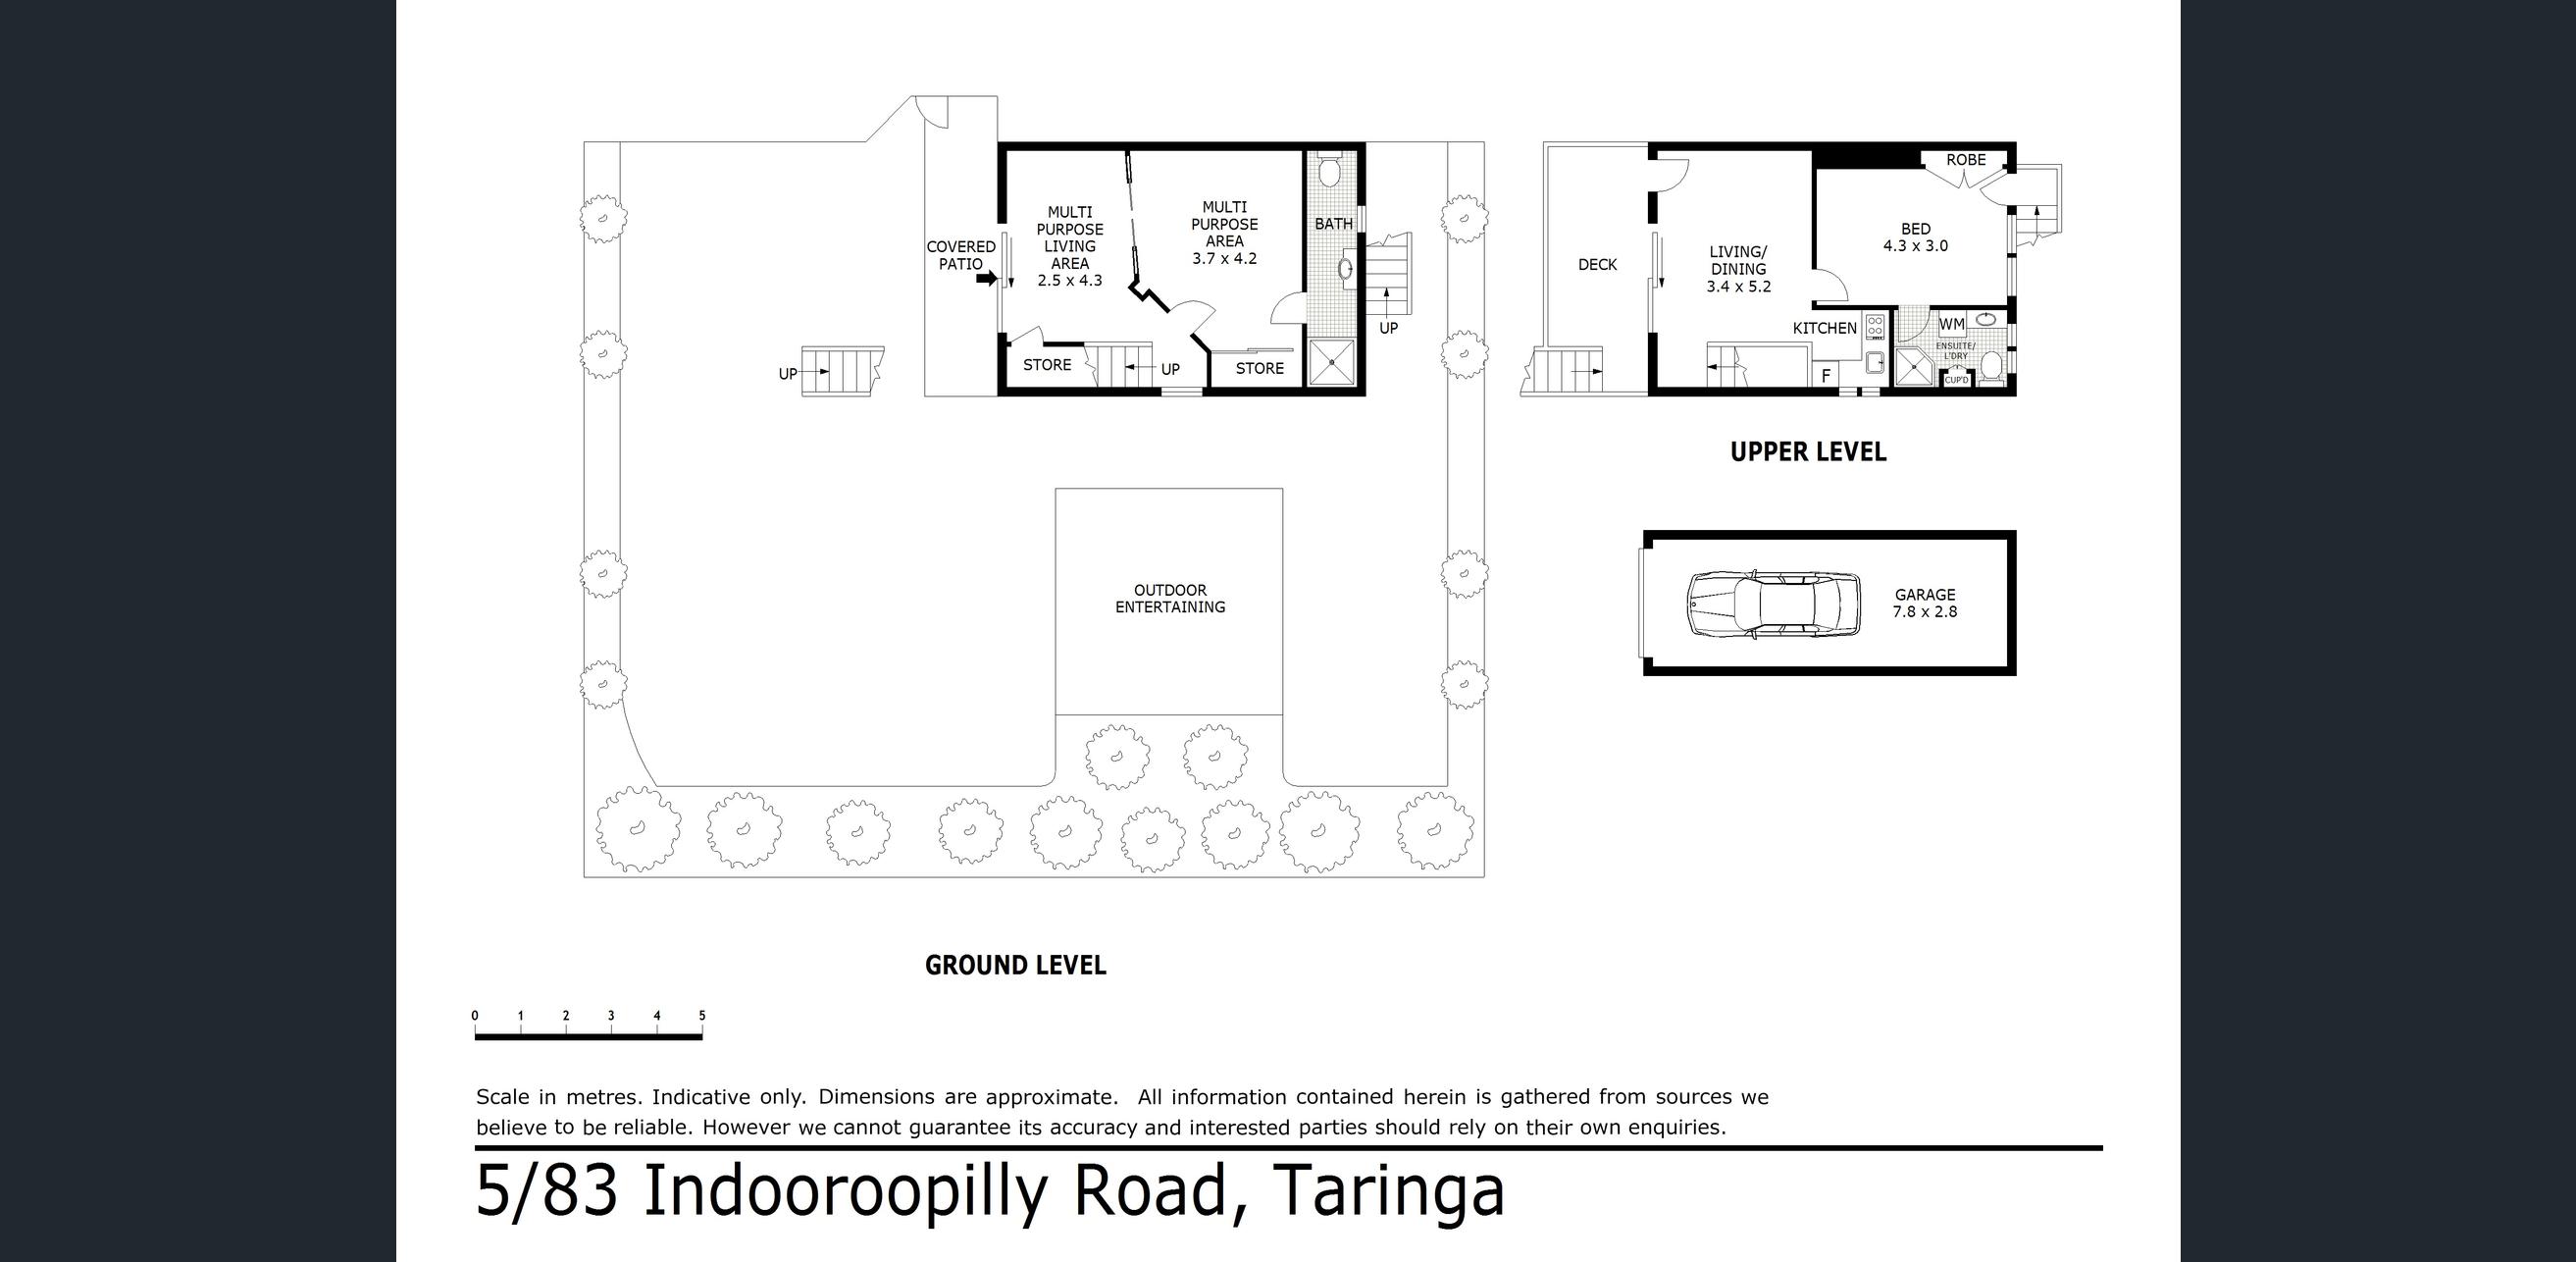 COVERED
PATIO
MULTI
PURPOSE
LIVING
AREA
2.5 x 4.3
MULTI
PURPOSE
AREA
3.7 x 4.2
BATH
UP
STORE
UP
STORE
UP
OUTDOOR
ENTERTAINING
GROUND LEVEL
DECK
LIVING/
DINING
3.4 x 5.2
ROBE
BED
4.3 x 3.0
KITCHEN
F
WM
ENSUITE/
L'DRY
CUP'D
UPPER LEVEL
GARAGE
7.8 x 2.8
0 1 2 3 4 5
Scale in metres. Indicative only. Dimensions are approximate. All information contained herein is gathered from sources we
believe to be reliable. However we cannot guarantee its accuracy and interested parties should rely on their own enquiries.
5/83 Indooroopilly Road, Taringa